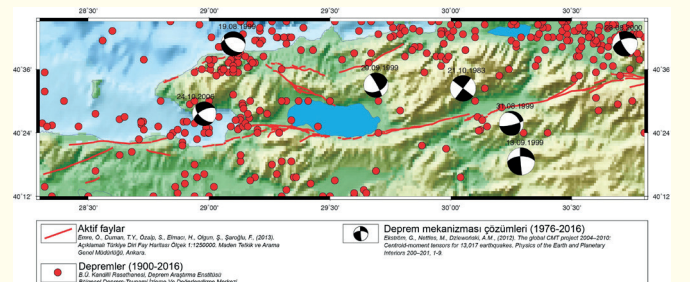 28˚30'
29˚00'
29˚30'
30˚00'
30˚30'
19.08.1999
29.09.1999
21.10.1983
24.10.2006
31.08.1999
13.09.1999
40˚36'
40˚36'
40˚24'
40˚24'
40˚12'
40˚12'
28˚30'
29˚00'
29˚30'
30˚00'
30˚30'
Aktif faylar
Emre, Ö., Duman, T.Y., Özalp, S., Elmacı, H., Olgun, Ş., Şaroğlu, F., (2013).
Açıklamalı Türkiye Diri Fay Haritası Ölçek 1:1250000. Maden Tetkik ve Arama
Genel Müdürlüğü, Ankara.
Deprem mekanizması çözümleri (1976-2016)
Ekström, G., Nettles, M., Dziewoński, A.M., (2012). The global CMT project 2004–2010:
Centroid-moment tensors for 13,017 earthquakes. Physics of the Earth and Planetary
Interiors 200–201, 1-9.
Depremler (1900-2016)
B.Ü. Kandilli Rasathanesi, Deprem Araştırma Enstitüsü